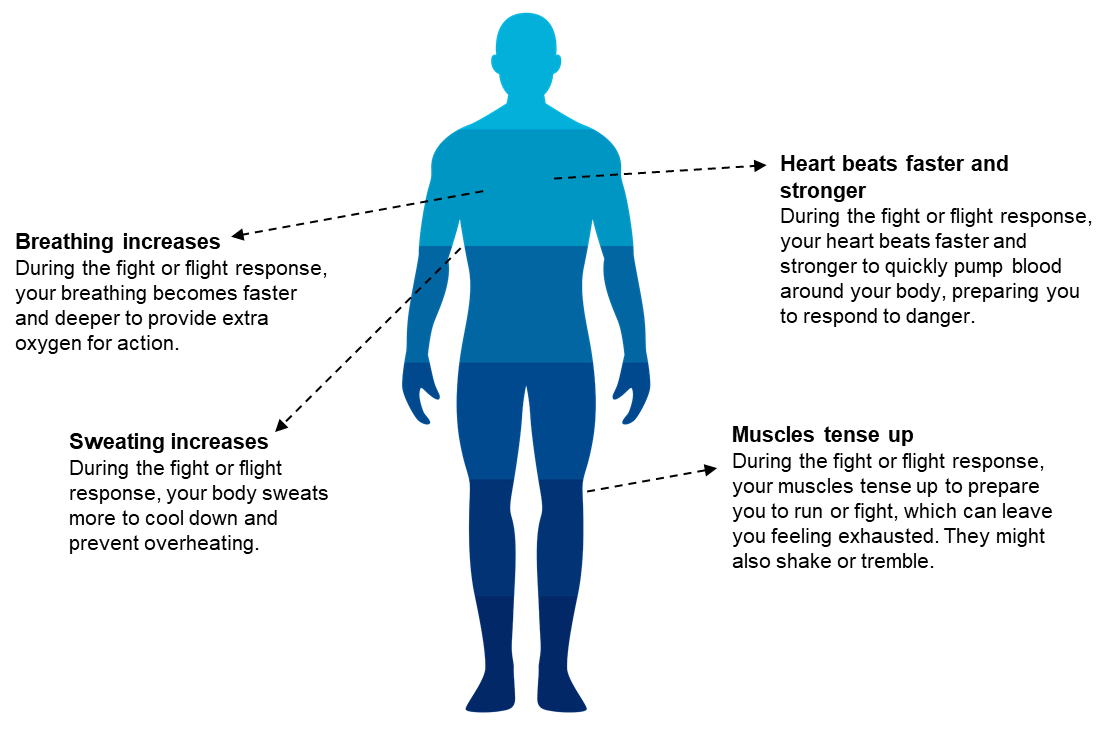 Heart beats faster and
stronger
During the fight or flight response,
your heart beats faster and
stronger to quickly pump blood
around your body, preparing you
to respond to danger.
Breathing increases
During the fight or flight response,
your breathing becomes faster
and deeper to provide extra
oxygen for action.
Sweating increases
During the fight or flight
response, your body sweats
more to cool down and
prevent overheating.
Muscles tense up
During the fight or flight response,
your muscles tense up to prepare
you to run or fight, which can leave
you feeling exhausted. They might
also shake or tremble.